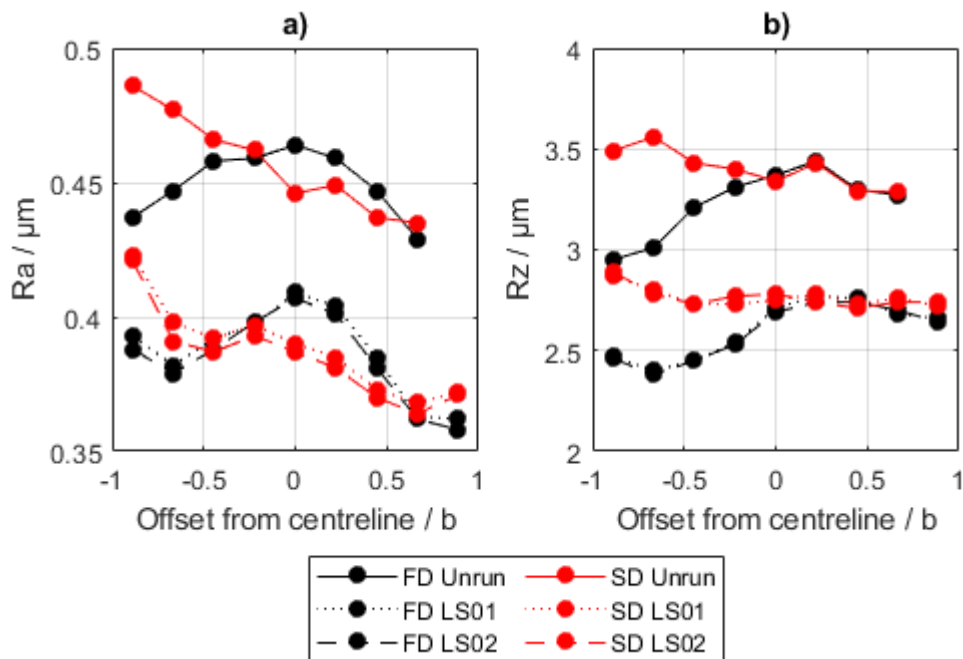 a)
0.5
0.45
0.4
0.35
Ra / µm
-1 -0.5 0 0.5 1
Offset from centreline / b
b)
4
3.5
3
2.5
2
Rz / µm
-1 -0.5 0 0.5 1
Offset from centreline / b
FD Unrun SD Unrun
FD LS01 SD LS01
FD LS02 SD LS02